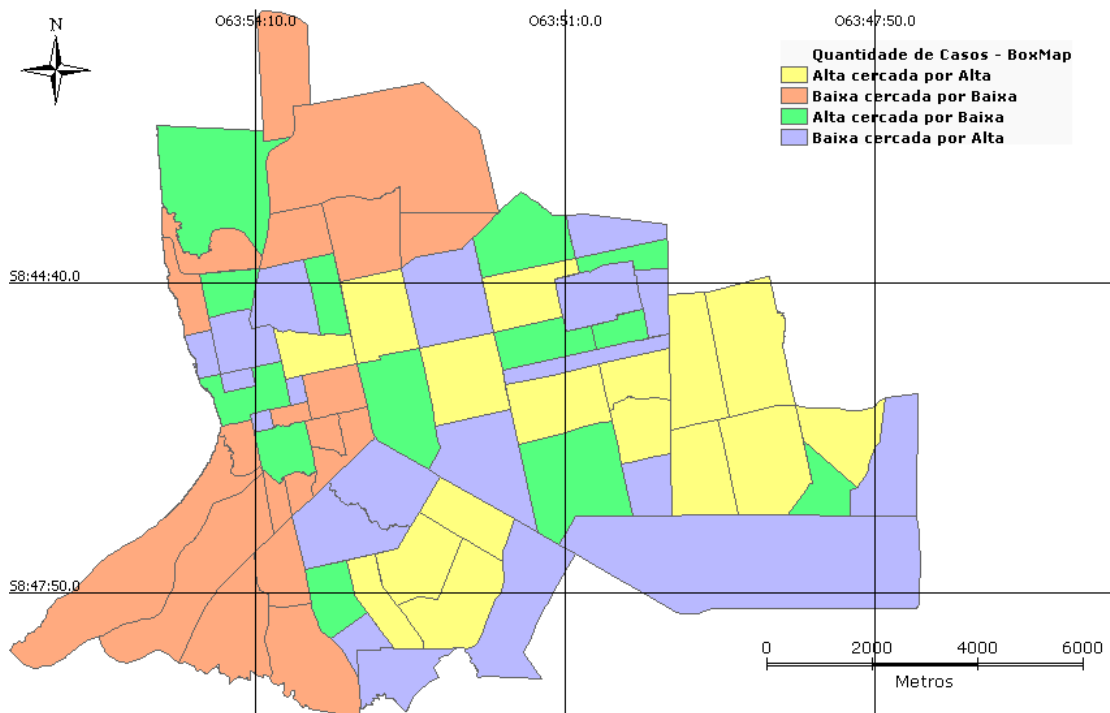 O63:54:10.0 O63:51:0.0 O63:47:50.0
N
Quantidade de Casos - BoxMap
Alta cercada por Alta
Baixa cercada por Baixa
Alta cercada por Baixa
Baixa cercada por Alta
S8:44:40.0
S8:47:50.0
0 2000 4000 6000
Metros